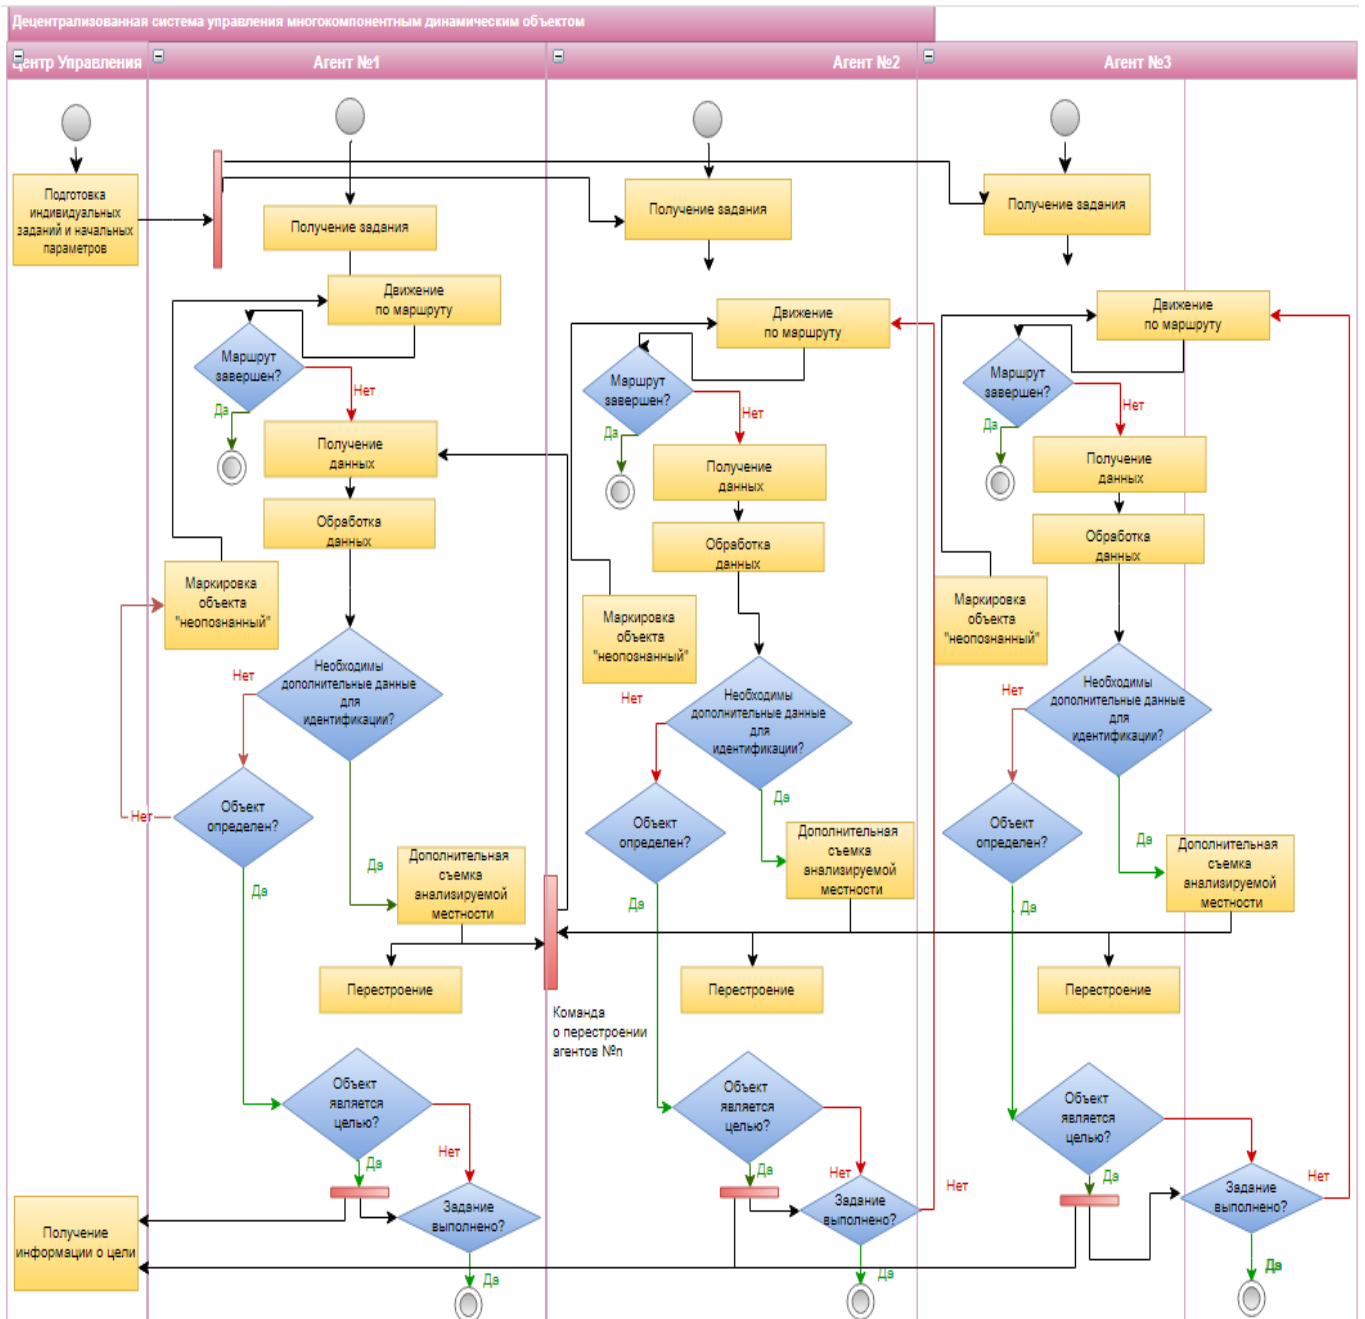 Децентрализованная система управления многокомпонентным динамическим объектом
Центр Управления
Агент №1
Агент №2
Агент №3
Подготовка
индивидуальных
заданий и начальных
параметров
Получение задания
Получение задания
Получение задания
Движение
по маршруту
Движение
по маршруту
Движение
по маршруту
Маршрут
завершен?
Нет
Да
Маршрут
завершен?
Нет
Да
Маршрут
завершен?
Нет
Да
Получение
данных
Получение
данных
Получение
данных
Обработка
данных
Обработка
данных
Обработка
данных
Маркировка
объекта
"неопознанный"
Маркировка
объекта
"неопознанный"
Маркировка
объекта
"неопознанный"
Необходимы
дополнительные данные
для
идентификации?
Нет
Да
Необходимы
дополнительные данные
для
идентификации?
Нет
Да
Необходимы
дополнительные данные
для
идентификации?
Нет
Да
Объект
определен?
Нет
Да
Объект
определен?
Да
Объект
определен?
Да
Дополнительная
съемка
анализируемой
местности
Дополнительная
съемка
анализируемой
местности
Дополнительная
съемка
анализируемой
местности
Перестроение
Перестроение
Перестроение
Команда
о перестроении
агентов №n
Объект
является
целью?
Нет
Да
Объект
является
целью?
Нет
Да
Объект
является
целью?
Да
Задание
выполнено?
Да
Задание
выполнено?
Нет
Да
Задание
выполнено?
Нет
Да
Получение
информации о цели